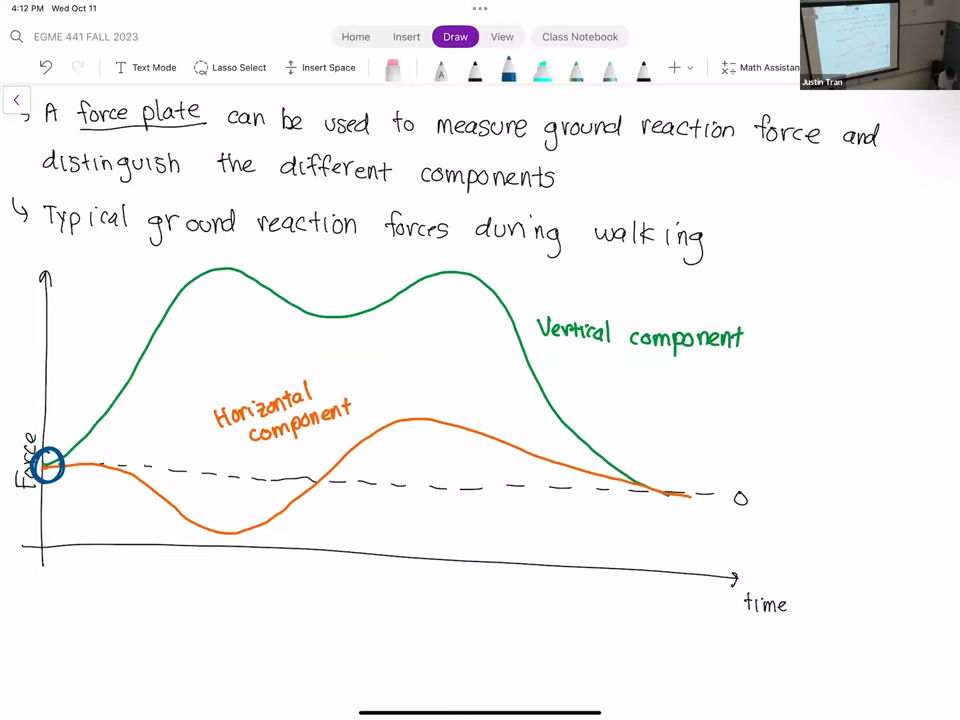 4:12 PM Wed Oct 11
EGME 441 FALL 2023
Home Insert Draw View Class Notebook
Text Mode Lasso Select Insert Space Math Assistan
A
Justin Tran
A force plate can be used to measure ground reaction force and
distinguish the different components
Typical ground reaction forces during walking
Vertical component
Horizontal
component
Force
0
time